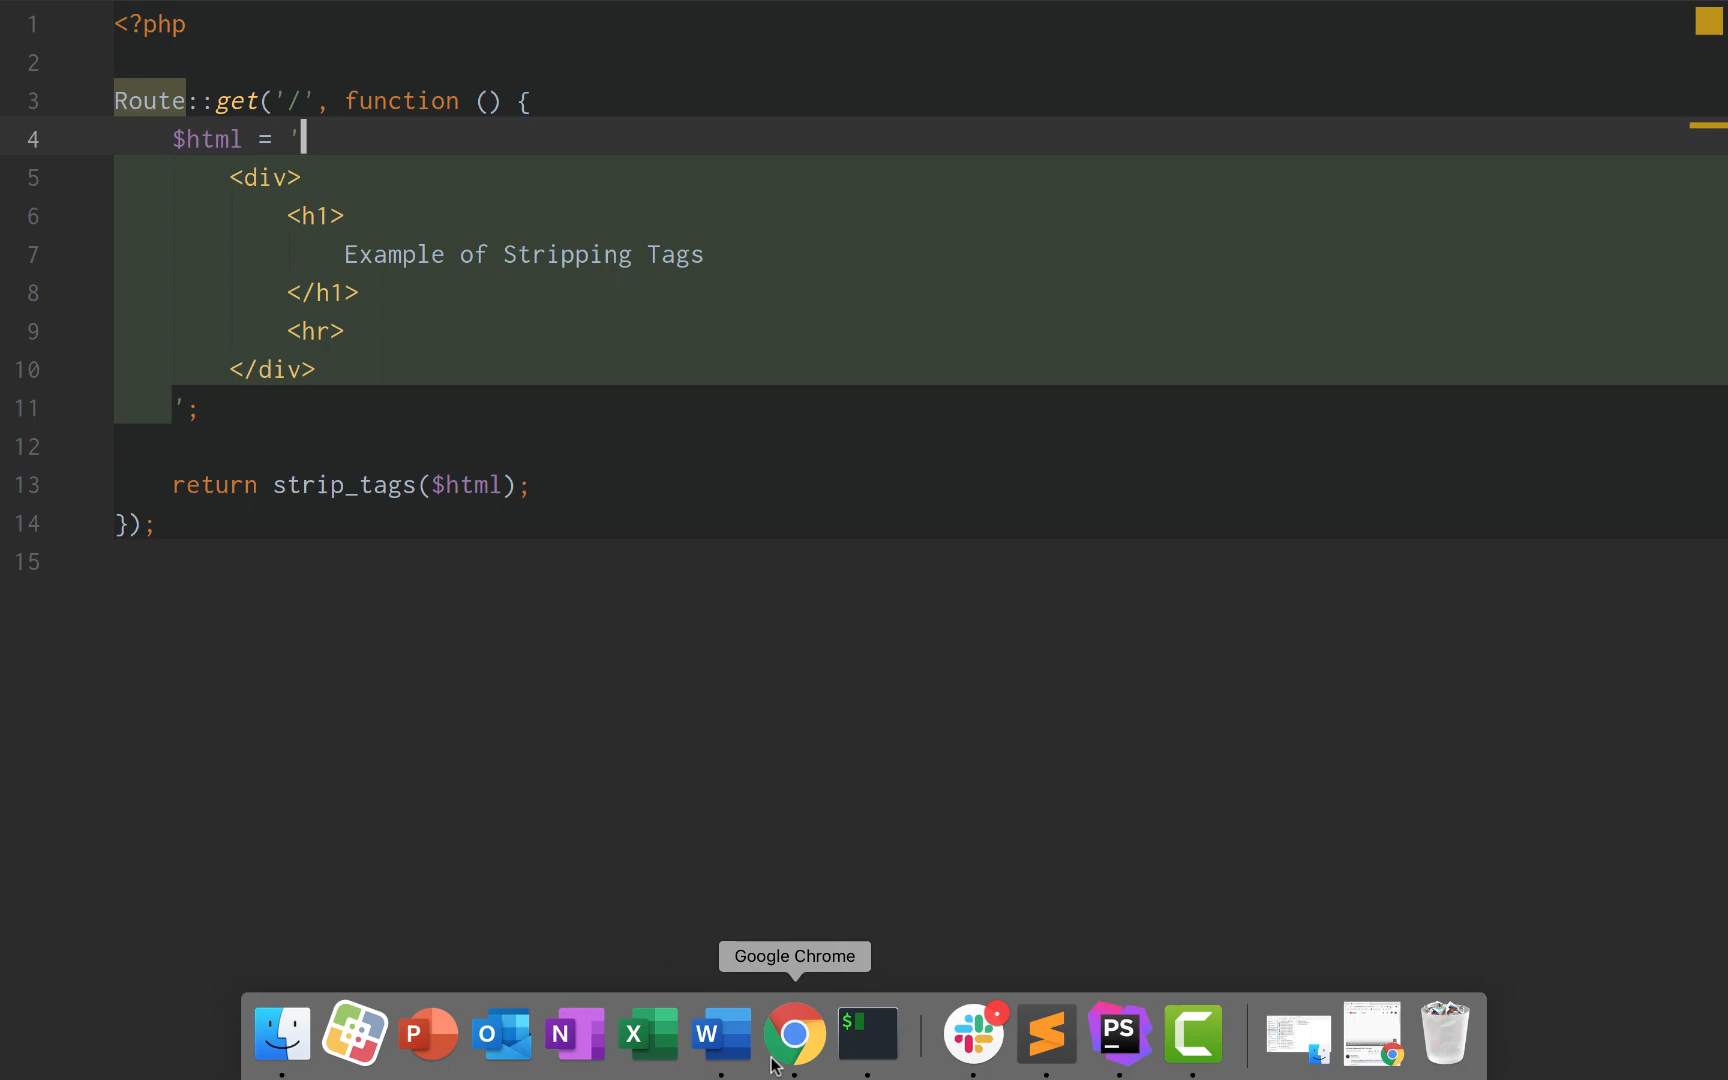 1 <?php
2
3 Route::get('/', function () {
4 $html = '
5 <div>
6 <h1>
7 Example of Stripping Tags
8 </h1>
9 <hr>
10 </div>
11 ';
12
13 return strip_tags($html);
14 });
15
Google Chrome
P O N X W $ PS C